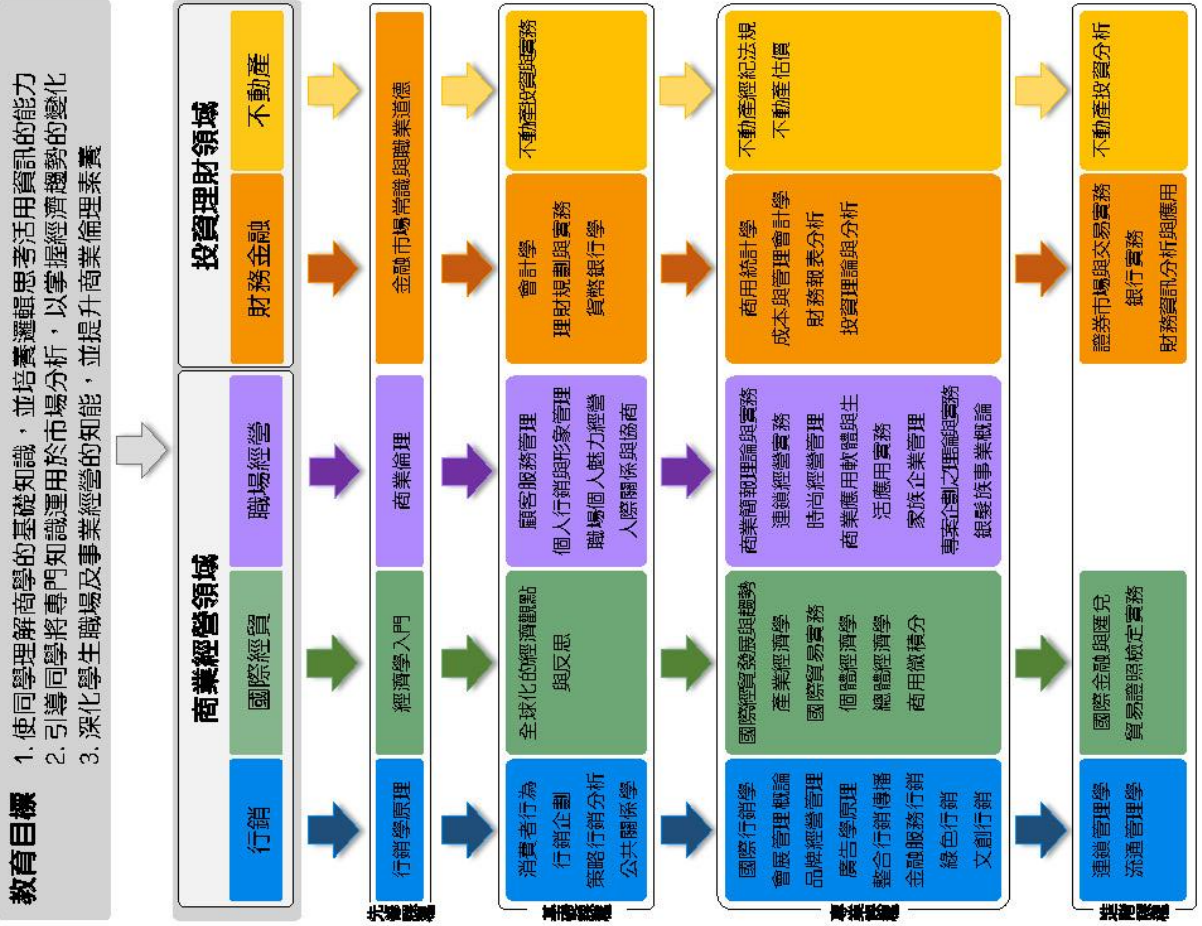 教育目標
1. 使同學理解商學的基礎知識，並培養邏輯思考活用資訊的能力
2. 引導同學將專門知識運用於市場分析，以掌握經濟趨勢的變化
3. 深化學生職場及事業經營的知能，並提升商業倫理素養
商業經營領域
投資理財領域
行銷
國際經貿
職場經營
財務金融
不動產
先修課程
行銷學原理
經濟學入門
商業倫理
金融市場常識與職業道德
基礎課程
消費者行為
行銷企劃
策略行銷分析
公共關係學
全球化的經濟觀點
與反思
顧客服務管理
個人行銷與形象管理
職場個人魅力經營
人際關係與協商
會計學
理財規劃與實務
貨幣銀行學
不動產投資與實務
專業課程
國際行銷學
會展管理概論
品牌經營管理
廣告學原理
整合行銷傳播
金融服務行銷
綠色行銷
文創行銷
國際經貿發展與趨勢
產業經濟學
國際貿易實務
個體經濟學
總體經濟學
商用微積分
商業簡報理論與實務
連鎖經營實務
時尚經營管理
商業應用軟體與生
活應用實務
家族企業管理
專案企劃之理論與實務
銀髮族事業概論
商用統計學
成本與管理會計學
財務報表分析
投資理論與分析
不動產經紀法規
不動產估價
進階課程
連鎖管理學
流通管理學
國際金融與匯兌
貿易證照檢定實務
證券市場與交易實務
銀行實務
財務資訊分析與應用
不動產投資分析